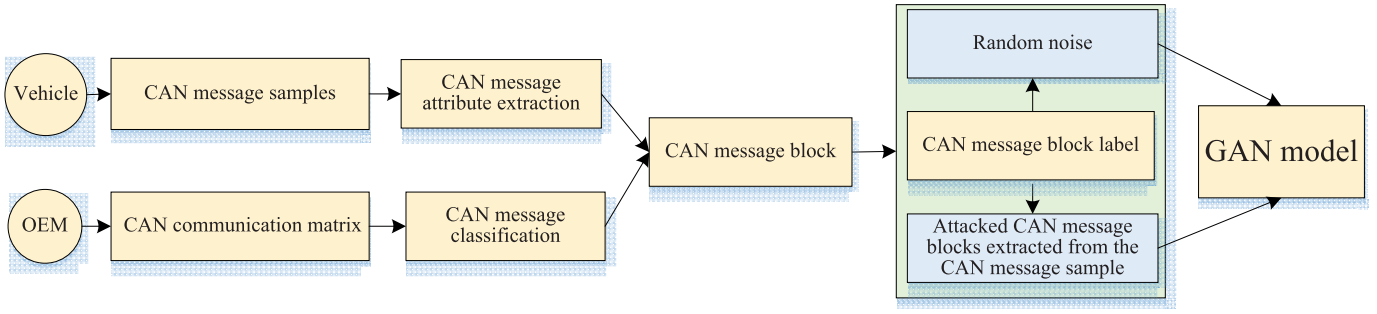 Vehicle
CAN message samples
CAN message
attribute extraction
OEM
CAN communication matrix
CAN message
classification
CAN message block
Random noise
CAN message block label
Attacked CAN message
blocks extracted from the
CAN message sample
GAN model